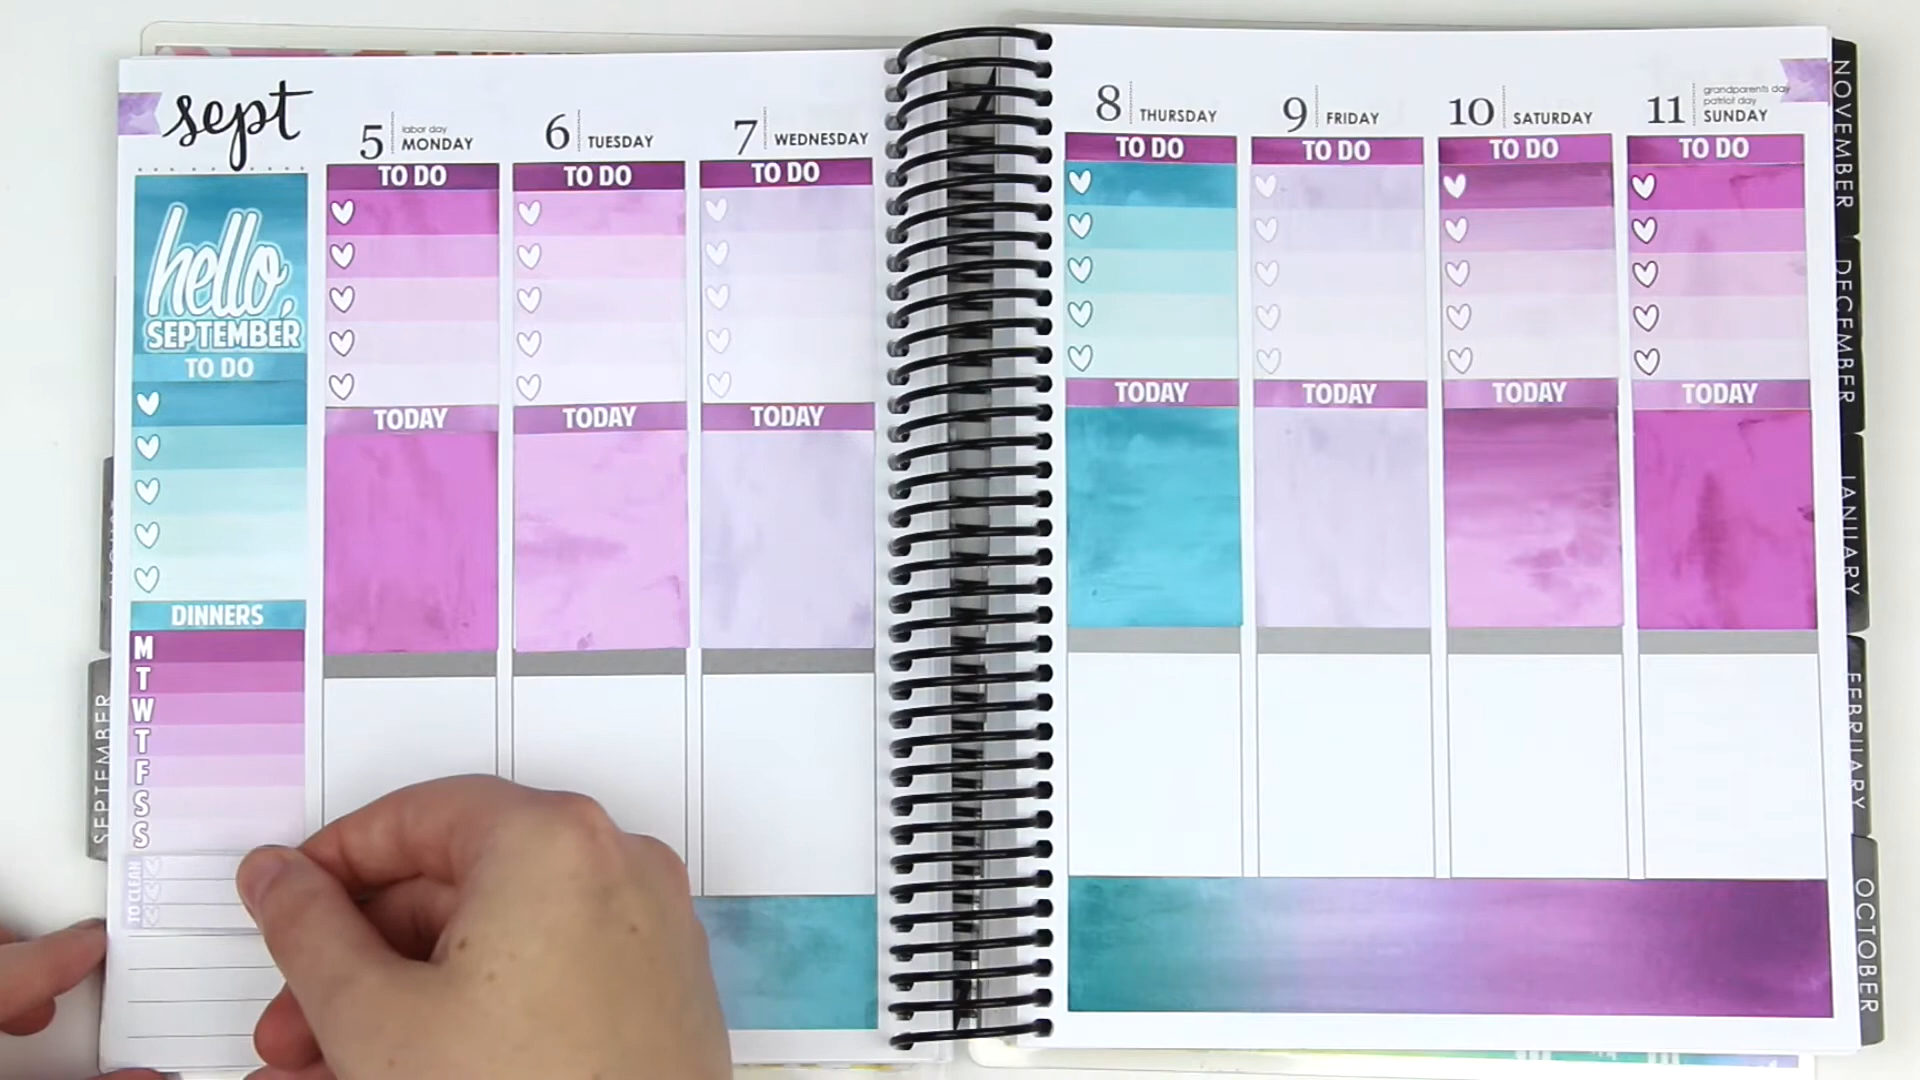 sept
5 labor day MONDAY
6 TUESDAY
7 WEDNESDAY
8 THURSDAY
9 FRIDAY
10 SATURDAY
11 grandparents day
patriot day
SUNDAY
hello,
SEPTEMBER
TO DO
DINNERS
M
T
W
T
F
S
S
TO CLEAN
TO DO
TO DO
TO DO
TO DO
TO DO
TO DO
TO DO
TODAY
TODAY
TODAY
TODAY
TODAY
TODAY
TODAY
SEPTEMBER
NOVEMBER
DECEMBER
JANUARY
FEBRUARY
OCTOBER